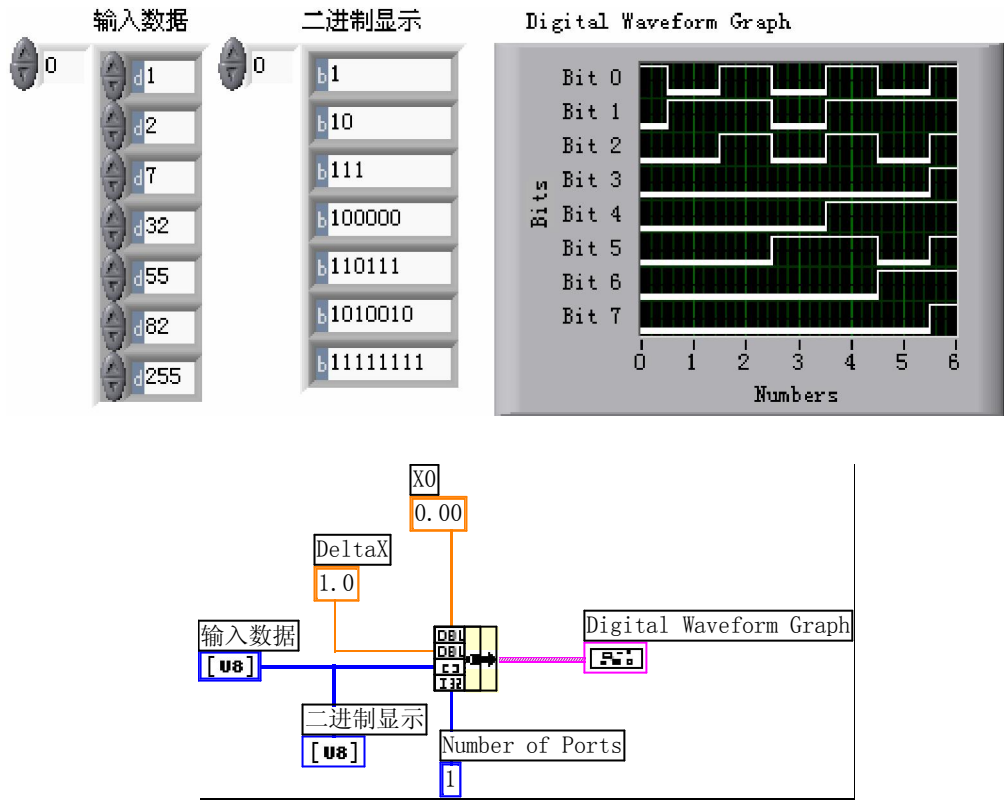 输入数据
0
d1
d2
d7
d32
d55
d82
d255
二进制显示
0
b1
b10
b111
b100000
b110111
b1010010
b11111111
Digital Waveform Graph
Bit 0
Bit 1
Bit 2
Bit 3
Bit 4
Bit 5
Bit 6
Bit 7
Bits
0 1 2 3 4 5 6
Numbers
X0
0.00
DeltaX
1.0
输入数据
[U8]
二进制显示
[U8]
DBL
DBL
[ ]
I32
Number of Ports
1
Digital Waveform Graph